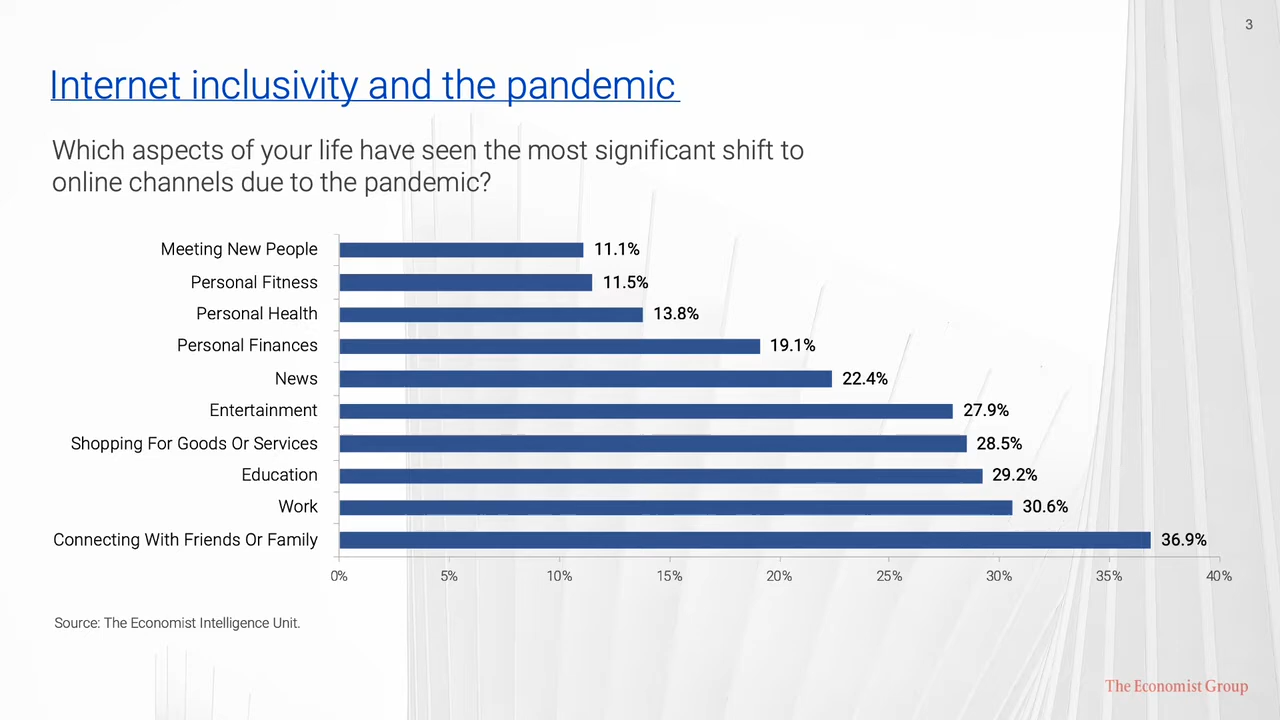 3
Internet inclusivity and the pandemic
Which aspects of your life have seen the most significant shift to
online channels due to the pandemic?
Meeting New People 11.1%
Personal Fitness 11.5%
Personal Health 13.8%
Personal Finances 19.1%
News 22.4%
Entertainment 27.9%
Shopping For Goods Or Services 28.5%
Education 29.2%
Work 30.6%
Connecting With Friends Or Family 36.9%
0% 5% 10% 15% 20% 25% 30% 35% 40%
Source: The Economist Intelligence Unit.
The Economist Group